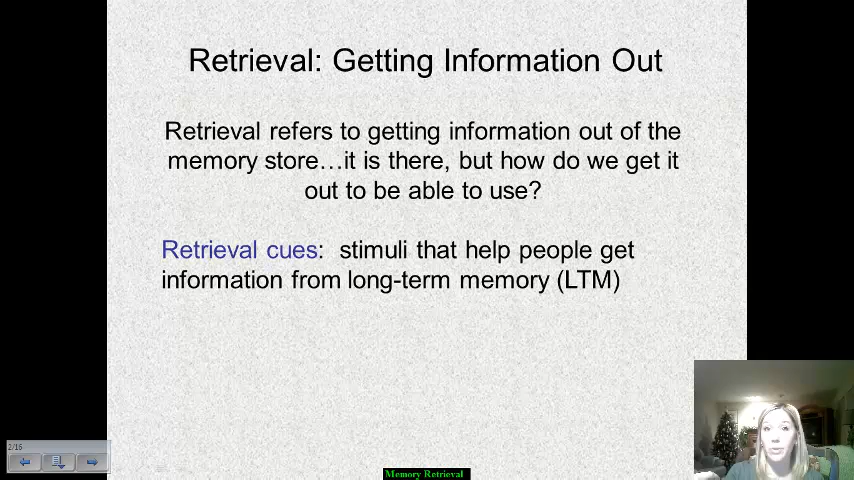 Retrieval: Getting Information Out
Retrieval refers to getting information out of the
memory store…it is there, but how do we get it
out to be able to use?
Retrieval cues:  stimuli that help people get
information from long-term memory (LTM)
2/16
Memory Retrieval